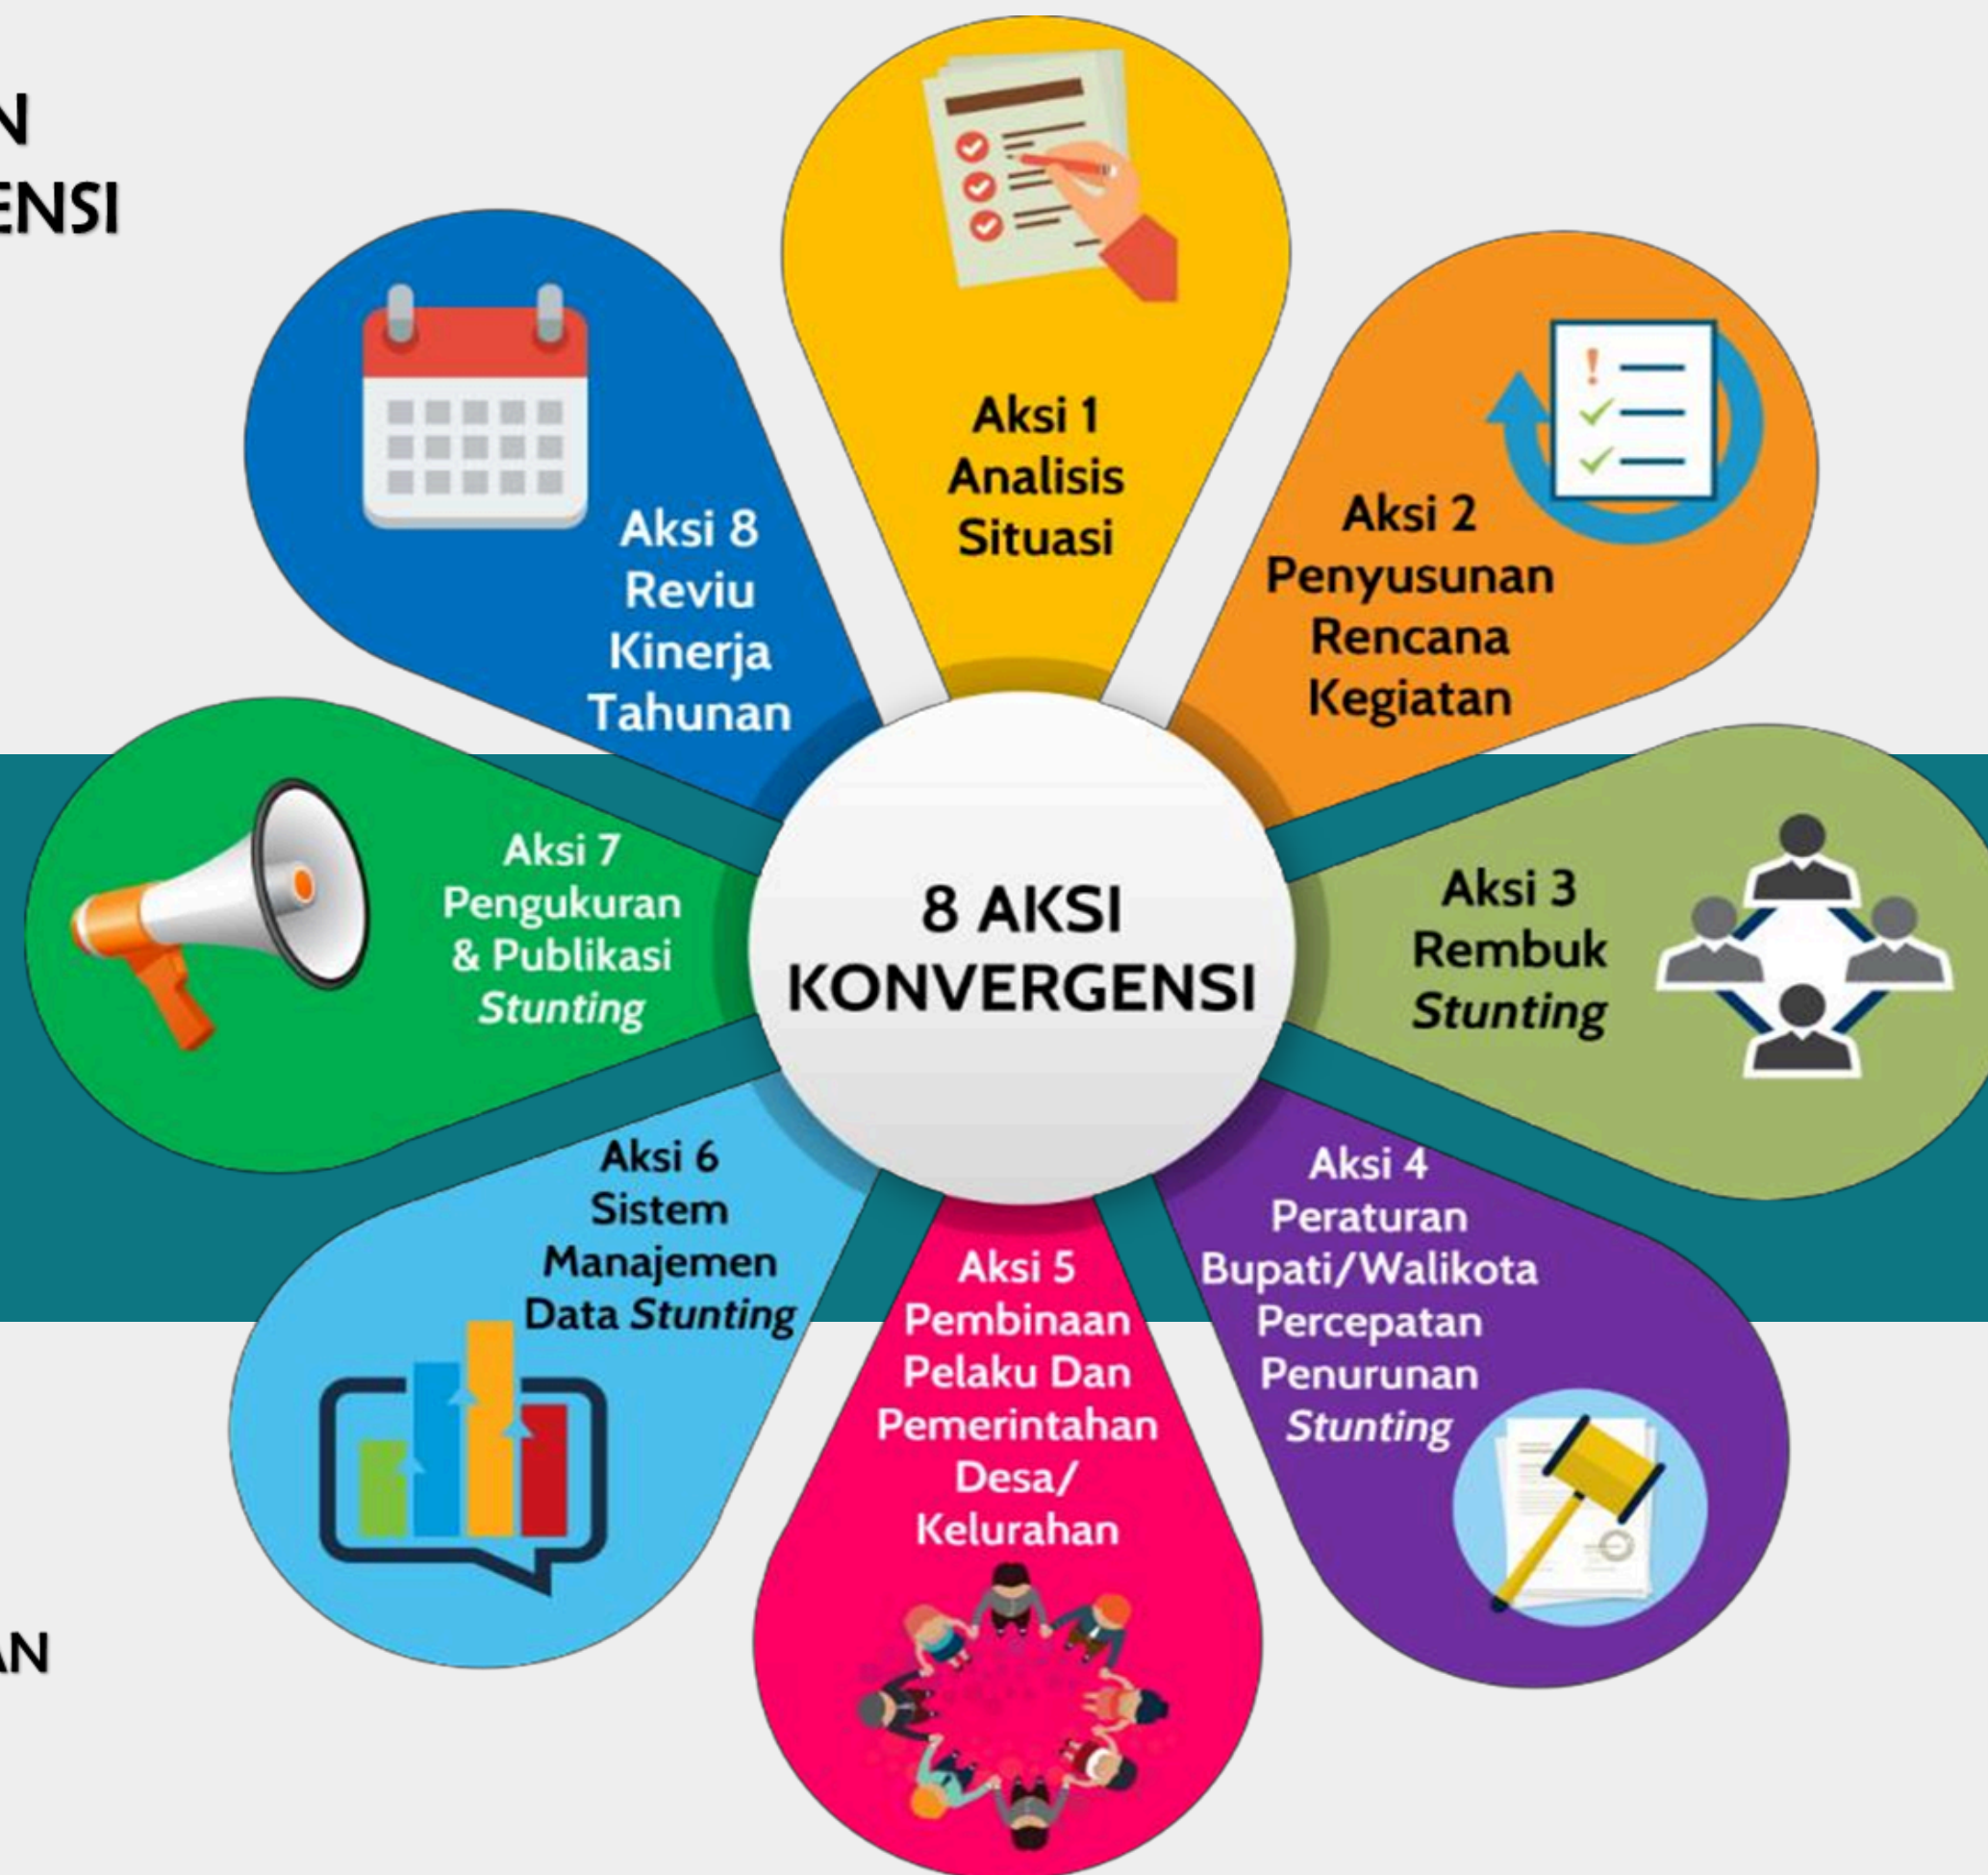 8 AKSI
KONVERGENSI
Aksi 1
Analisis
Situasi
Aksi 2
Penyusunan
Rencana
Kegiatan
Aksi 3
Rembuk
Stunting
Aksi 4
Peraturan
Bupati/Walikota
Percepatan
Penurunan
Stunting
Aksi 5
Pembinaan
Pelaku Dan
Pemerintahan
Desa/
Kelurahan
Aksi 6
Sistem
Manajemen
Data Stunting
Aksi 7
Pengukuran
& Publikasi
Stunting
Aksi 8
Reviu
Kinerja
Tahunan